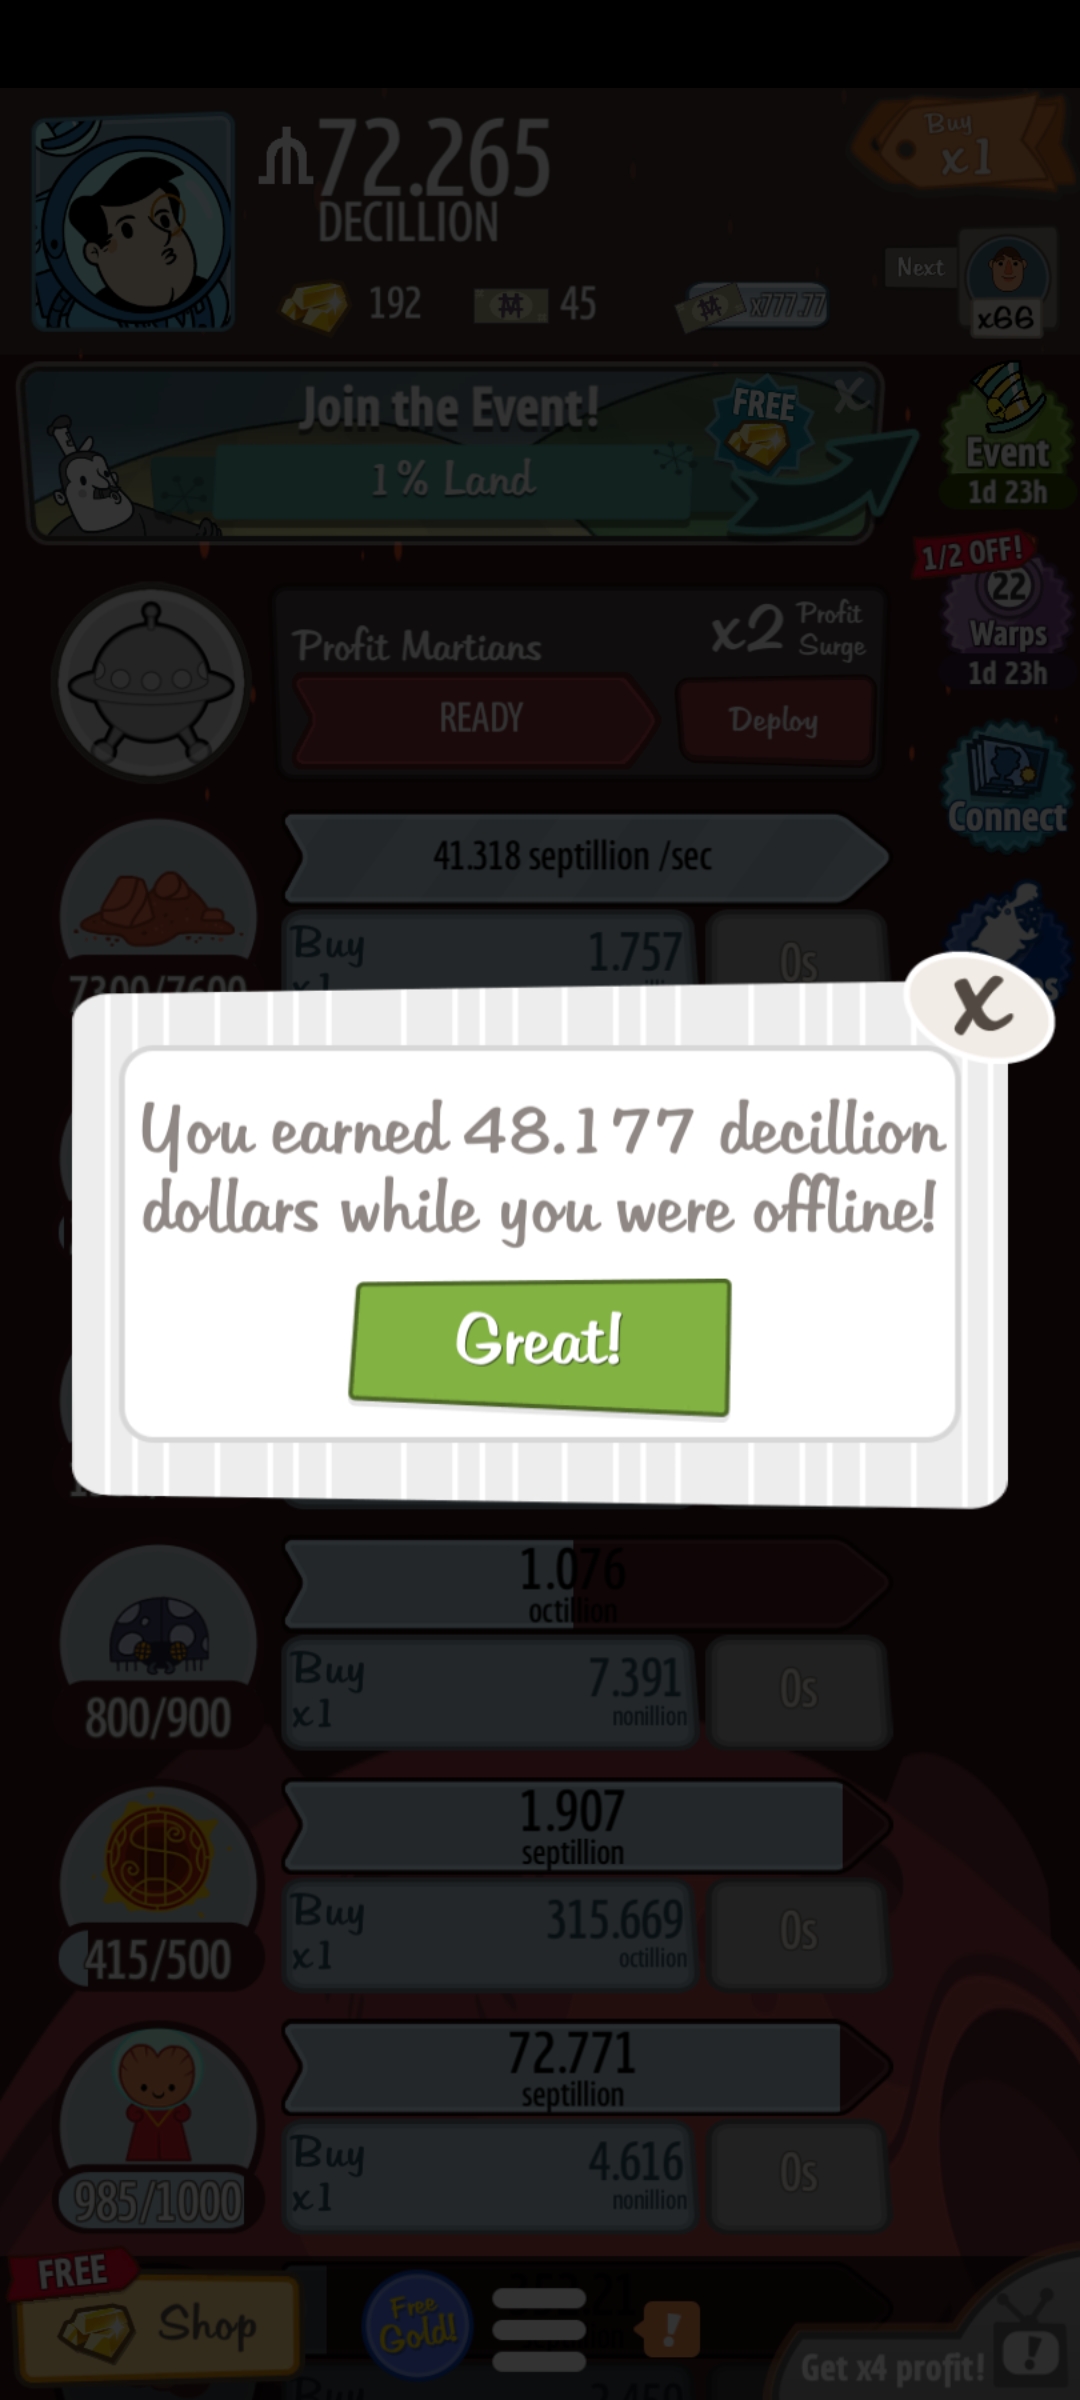 72.265
DECILLION
Buy
x1
192
45
x777.77
Next
x66
Join the Event!
FREE
X
1% Land
Event
1d 23h
1/2 OFF!
22
Warps
1d 23h
Profit Martians
x2 Profit
Surge
READY
Deploy
Connect
41.318 septillion /sec
Buy
1.757
0s
7300/7600
X
You earned 48.177 decillion
dollars while you were offline!
Great!
1.076
octillion
Buy
x1
7.391
nonillion
0s
800/900
1.907
septillion
Buy
x1
315.669
octillion
0s
415/500
72.771
septillion
Buy
x1
4.616
nonillion
0s
985/1000
FREE
Shop
Free
Gold!
!
!
Get x4 profit!
Buy